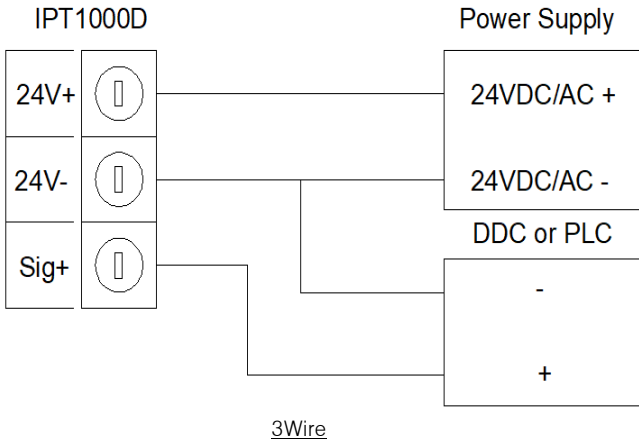 IPT1000D
Power Supply
24V+
24VDC/AC +
24V-
24VDC/AC -
DDC or PLC
Sig+
-
+
3Wire